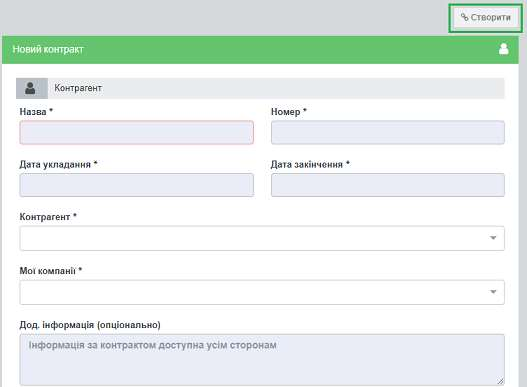 Створити
Новий контракт
Контрагент
Назва * Номер *
Дата укладання * Дата закінчення *
Контрагент *
Мої компанії *
Дод. інформація (опціонально)
Інформація за контрактом доступна усім сторонам